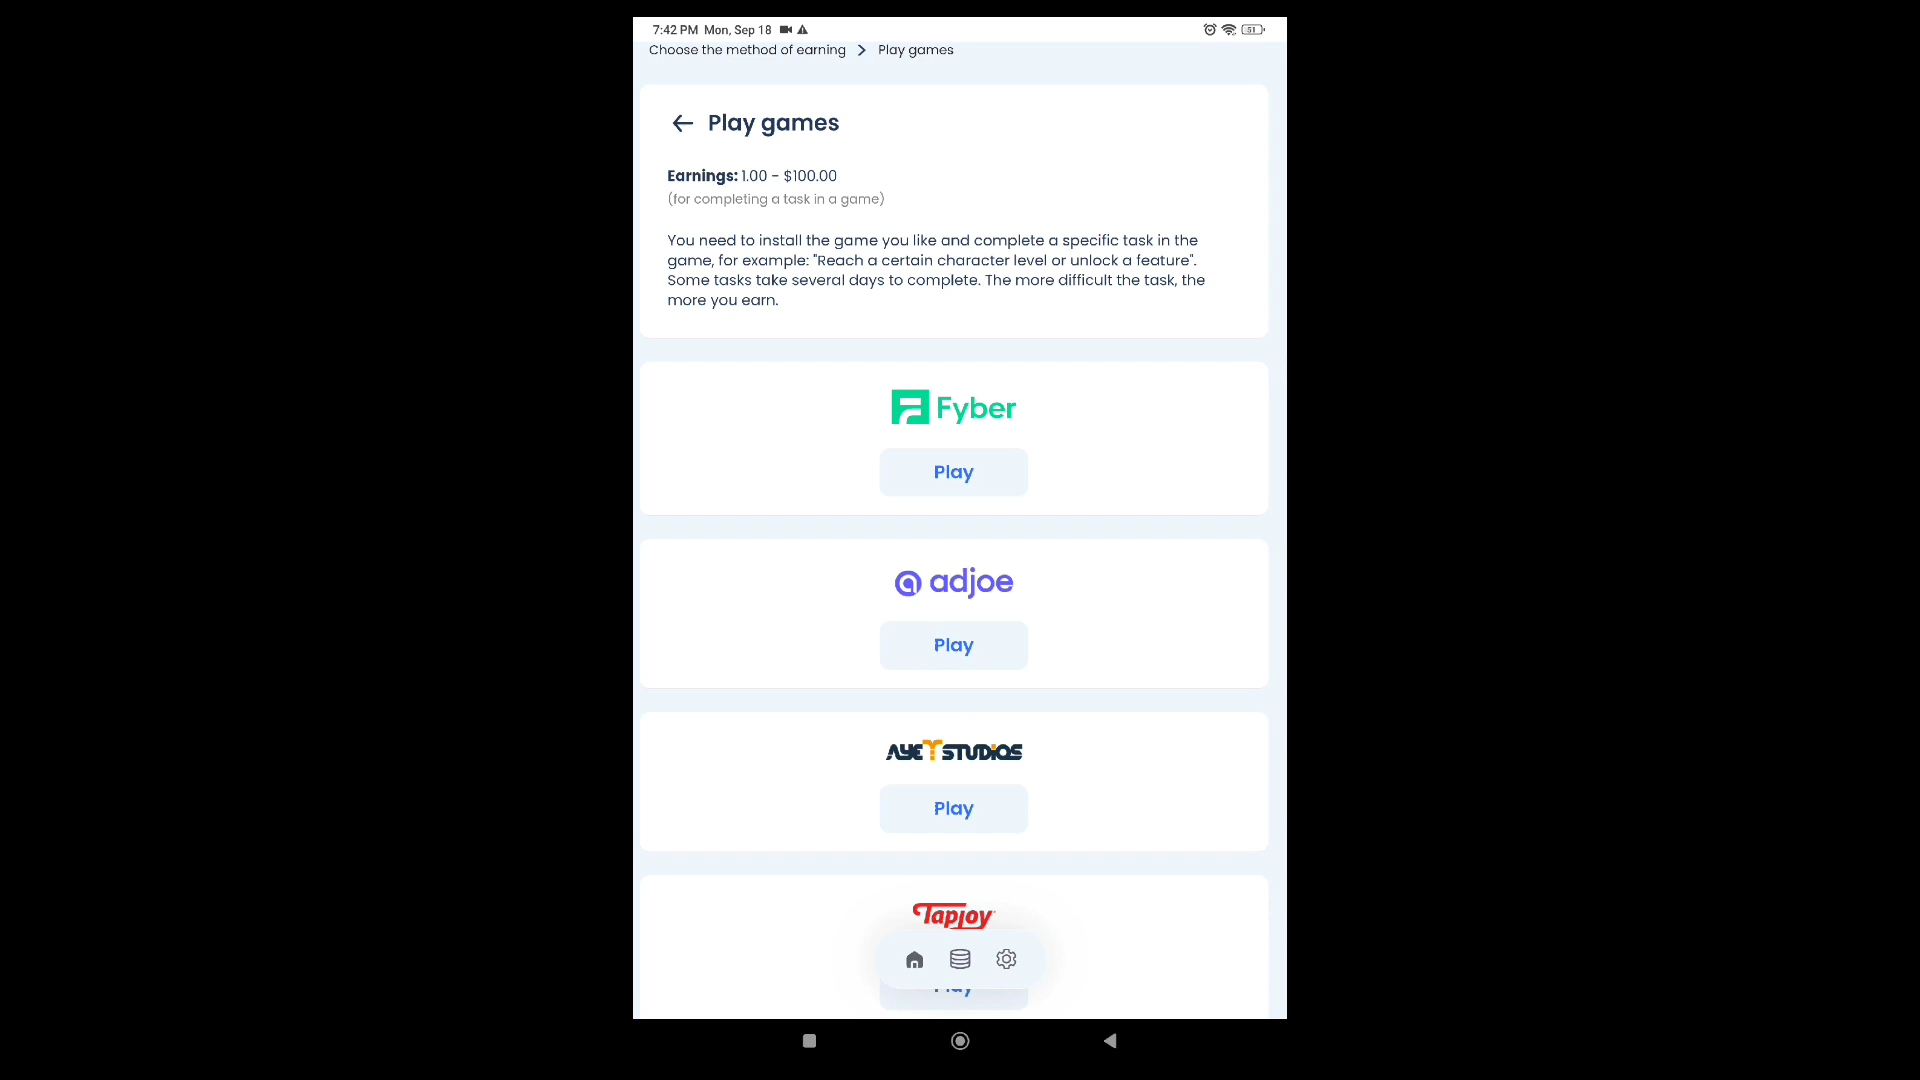 7:42 PM Mon, Sep 18
51
Choose the method of earning > Play games
Play games
Earnings: 1.00 - $100.00
(for completing a task in a game)
You need to install the game you like and complete a specific task in the
game, for example: "Reach a certain character level or unlock a feature".
Some tasks take several days to complete. The more difficult the task, the
more you earn.
Fyber
Play
adjoe
Play
AYET STUDIOS
Play
Tapjoy
Play